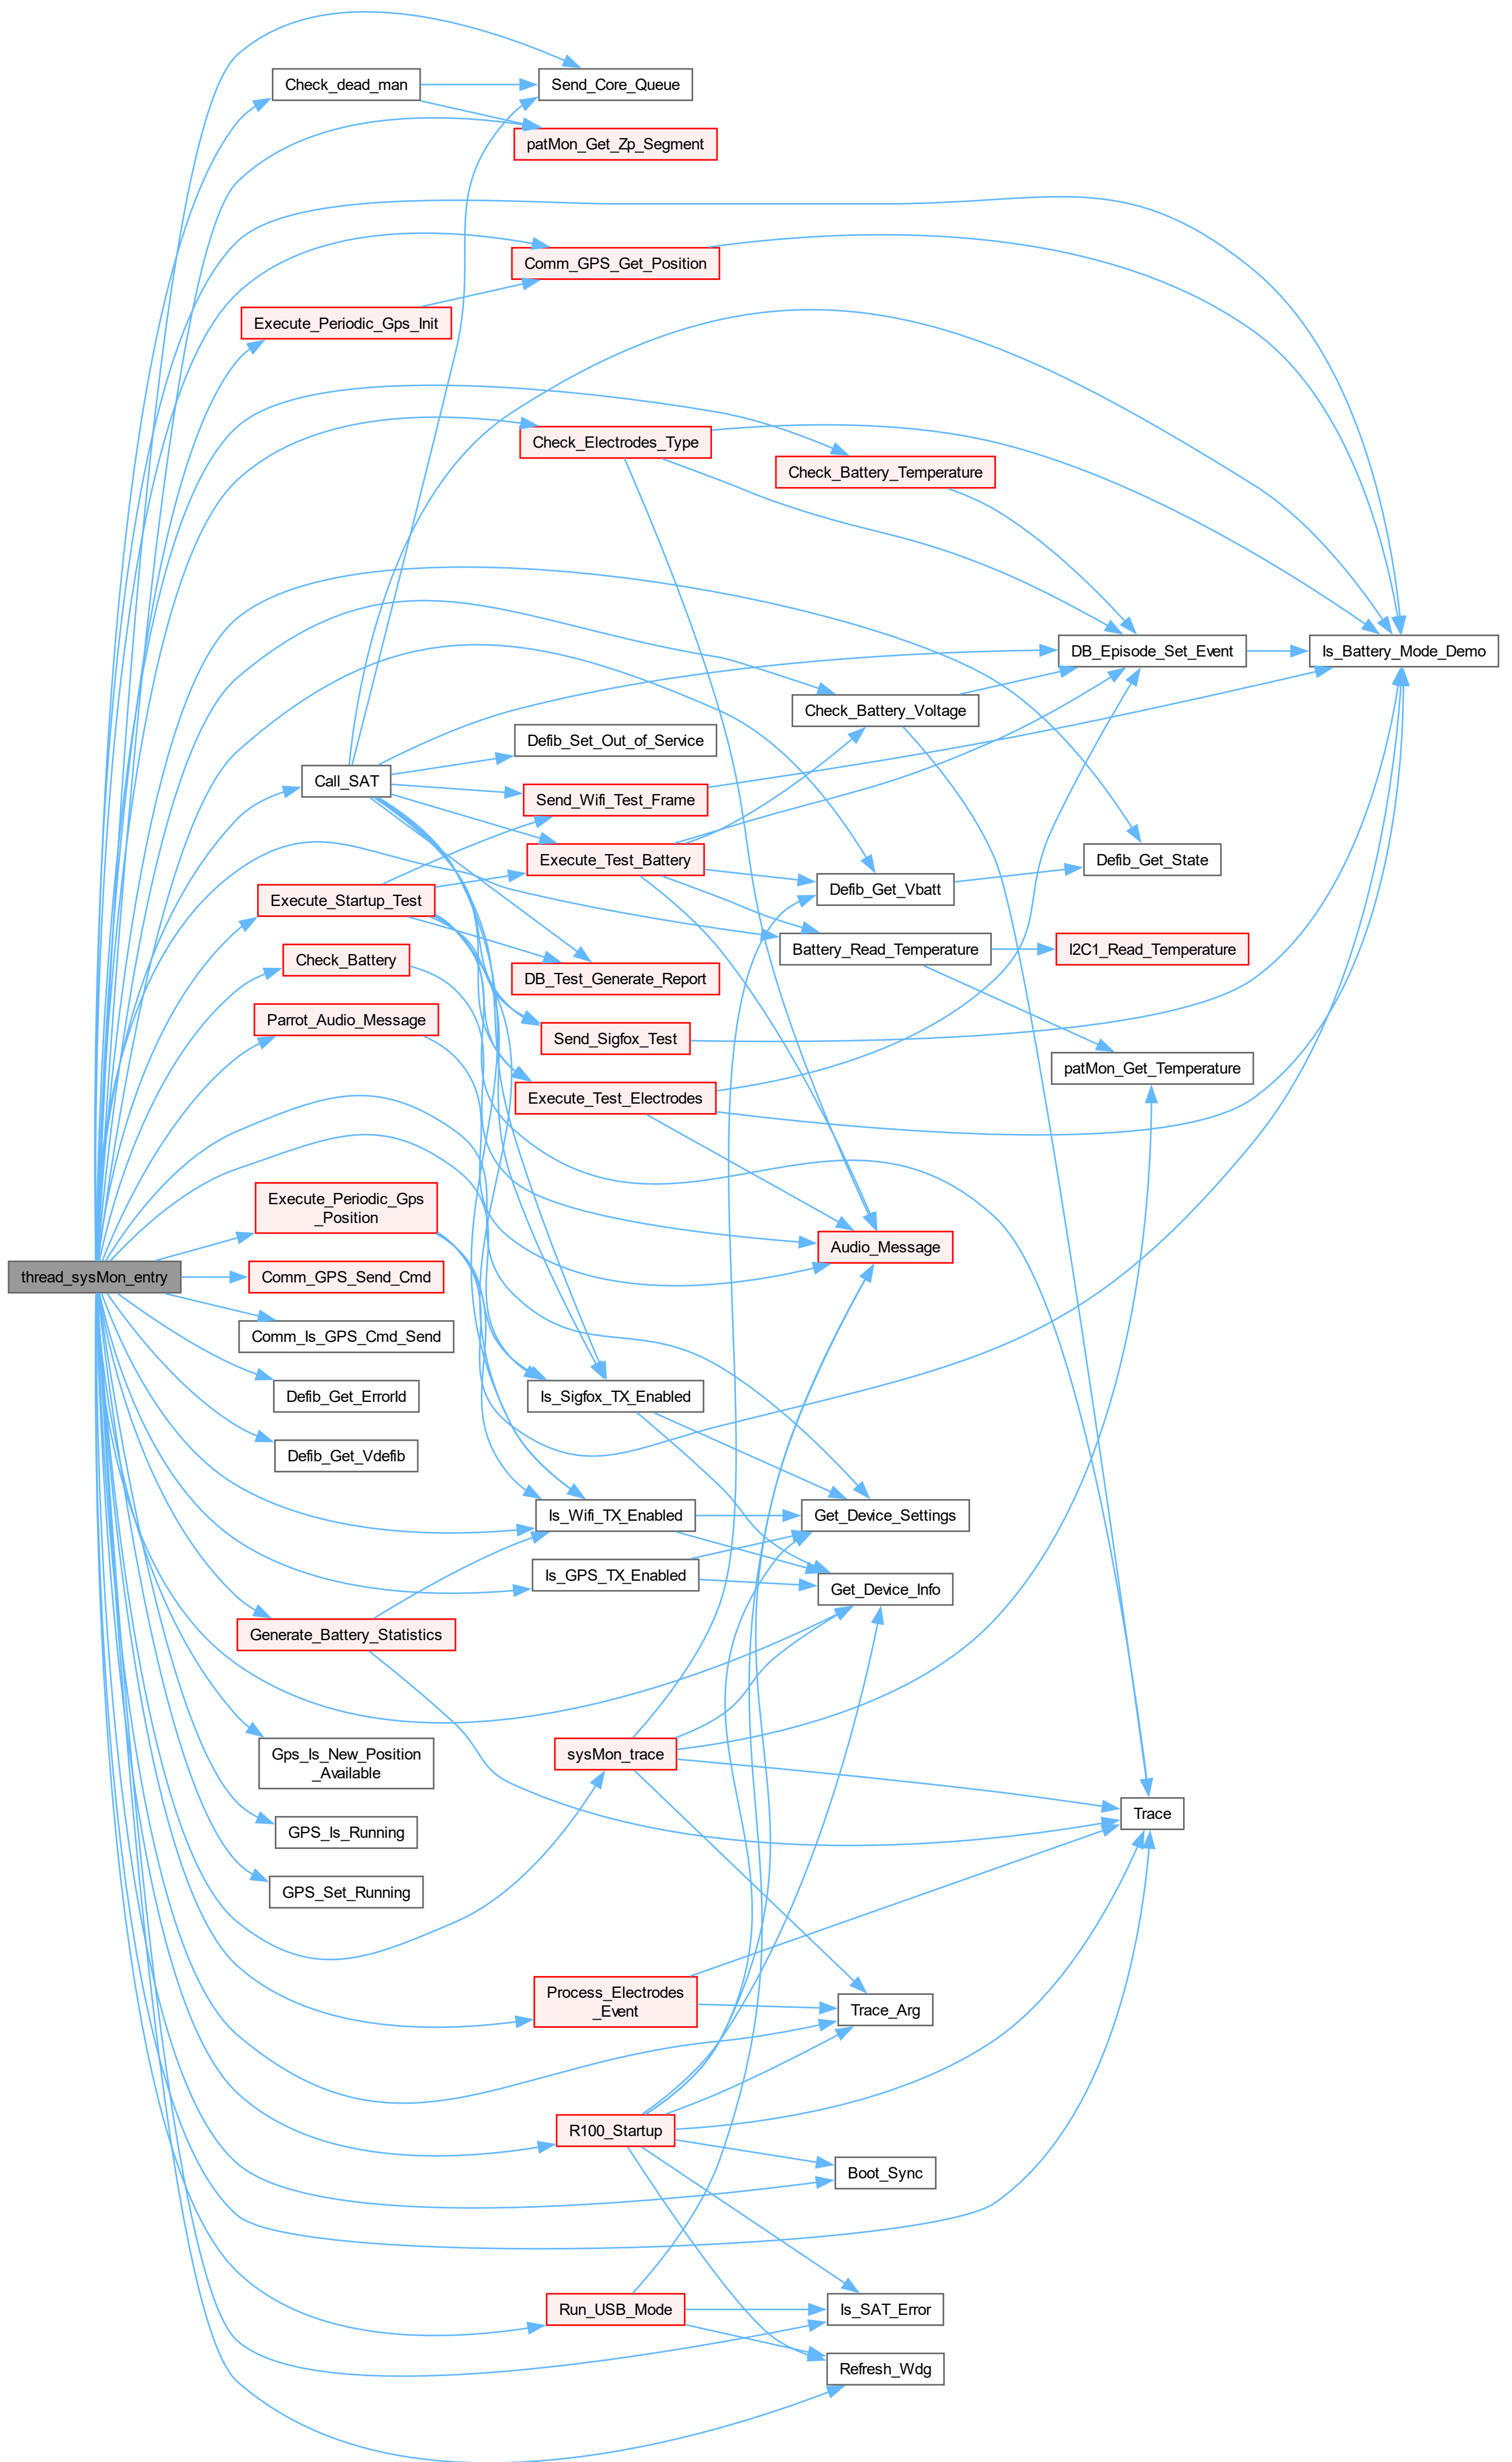 Check_dead_man
Send_Core_Queue
patMon_Get_Zp_Segment
Comm_GPS_Get_Position
Execute_Periodic_Gps_Init
Check_Electrodes_Type
Check_Battery_Temperature
DB_Episode_Set_Event
Is_Battery_Mode_Demo
Check_Battery_Voltage
Defib_Set_Out_of_Service
Call_SAT
Send_Wifi_Test_Frame
Execute_Test_Battery
Defib_Get_State
Defib_Get_Vbatt
Execute_Startup_Test
Battery_Read_Temperature
I2C1_Read_Temperature
Check_Battery
DB_Test_Generate_Report
Parrot_Audio_Message
Send_Sigfox_Test
patMon_Get_Temperature
Execute_Test_Electrodes
Execute_Periodic_Gps
_Position
Audio_Message
thread_sysMon_entry
Comm_GPS_Send_Cmd
Comm_Is_GPS_Cmd_Send
Defib_Get_ErrorId
Is_Sigfox_TX_Enabled
Defib_Get_Vdefib
Is_Wifi_TX_Enabled
Get_Device_Settings
Is_GPS_TX_Enabled
Get_Device_Info
Generate_Battery_Statistics
Gps_Is_New_Position
_Available
sysMon_trace
Trace
GPS_Is_Running
GPS_Set_Running
Process_Electrodes
_Event
Trace_Arg
R100_Startup
Boot_Sync
Run_USB_Mode
Is_SAT_Error
Refresh_Wdg